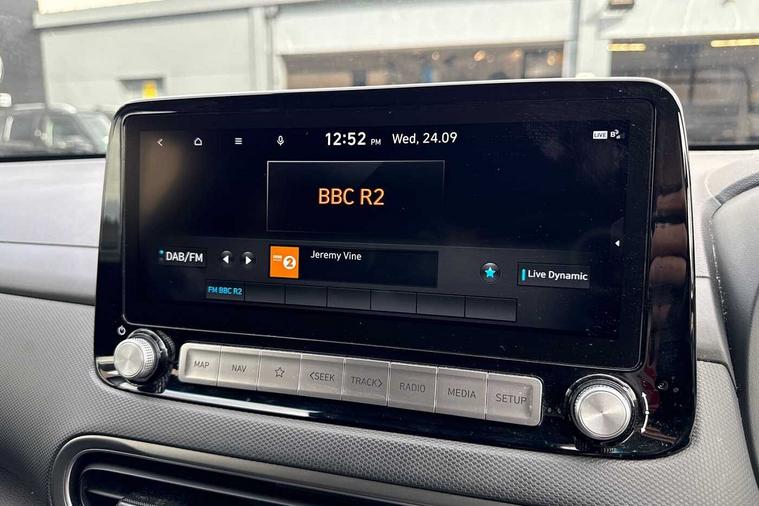 12:52 PM Wed, 24.09 LIVE B
BBC R2
DAB/FM
2
Jeremy Vine
Live Dynamic
FM BBC R2
MAP
NAV
<SEEK
TRACK>
RADIO
MEDIA
SETUP